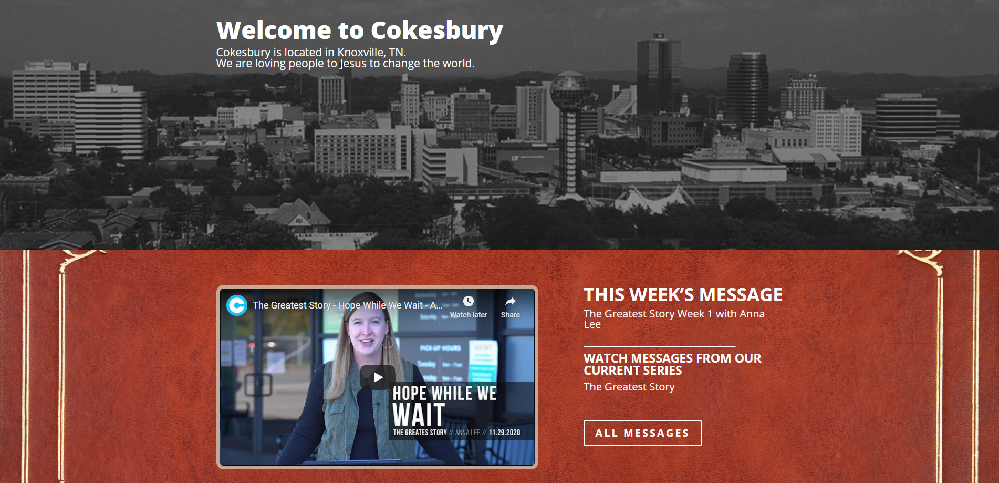 Welcome to Cokesbury
Cokesbury is located in Knoxville, TN.
We are loving people to Jesus to change the world.
The Greatest Story - Hope While We Wait - A...
Watch later
Share
PICK-UP HOURS
Tuesday
HOPE WHILE WE
WAIT
THE GREATES STORY // ANNA LEE // 11.29.2020
THIS WEEK’S MESSAGE
The Greatest Story Week 1 with Anna
Lee
WATCH MESSAGES FROM OUR
CURRENT SERIES
The Greatest Story
ALL MESSAGES